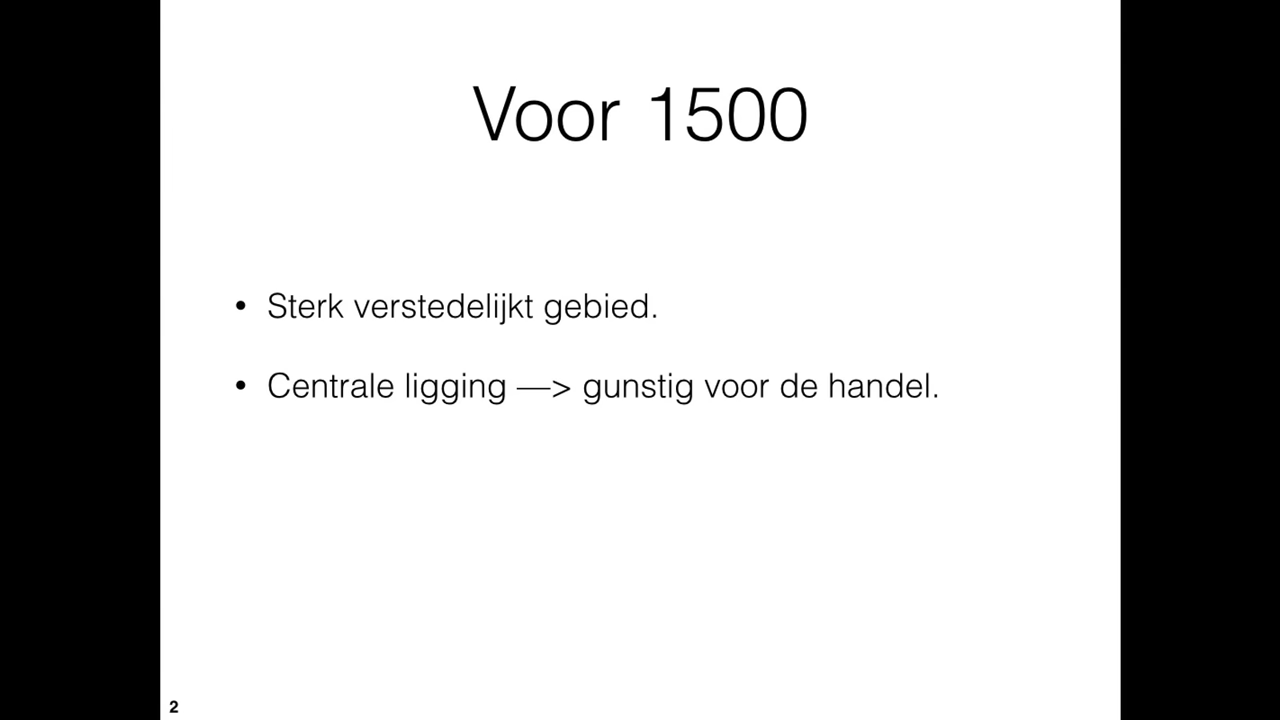 Voor 1500
• Sterk verstedelijkt gebied.
• Centrale ligging —> gunstig voor de handel.
2